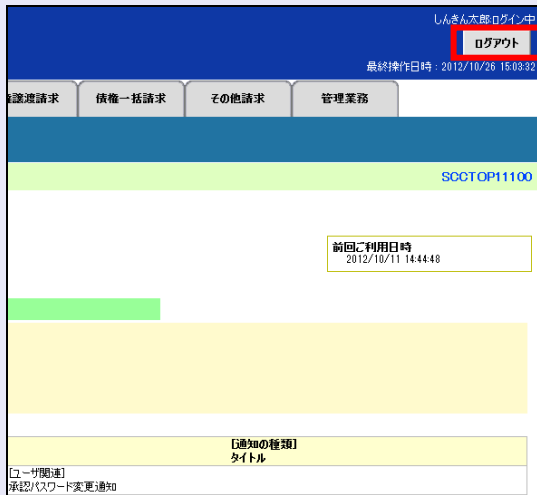 しんきん太郎:ログイン中
ログアウト
最終操作日時:2012/10/26 15:03:32
譲渡請求 債権一括請求 その他請求 管理業務
SCCTOP11100
前回ご利用日時
2012/10/11 14:44:48
[通知の種類]
タイトル
[ユーザ関連]
承認パスワード変更通知